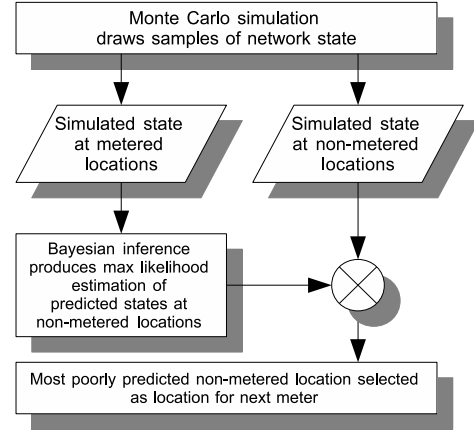 Monte Carlo simulation
draws samples of network state
Simulated state
at metered
locations
Simulated state
at non-metered
locations
Bayesian inference
produces max likelihood
estimation of
predicted states at
non-metered locations
Most poorly predicted non-metered location selected
as location for next meter